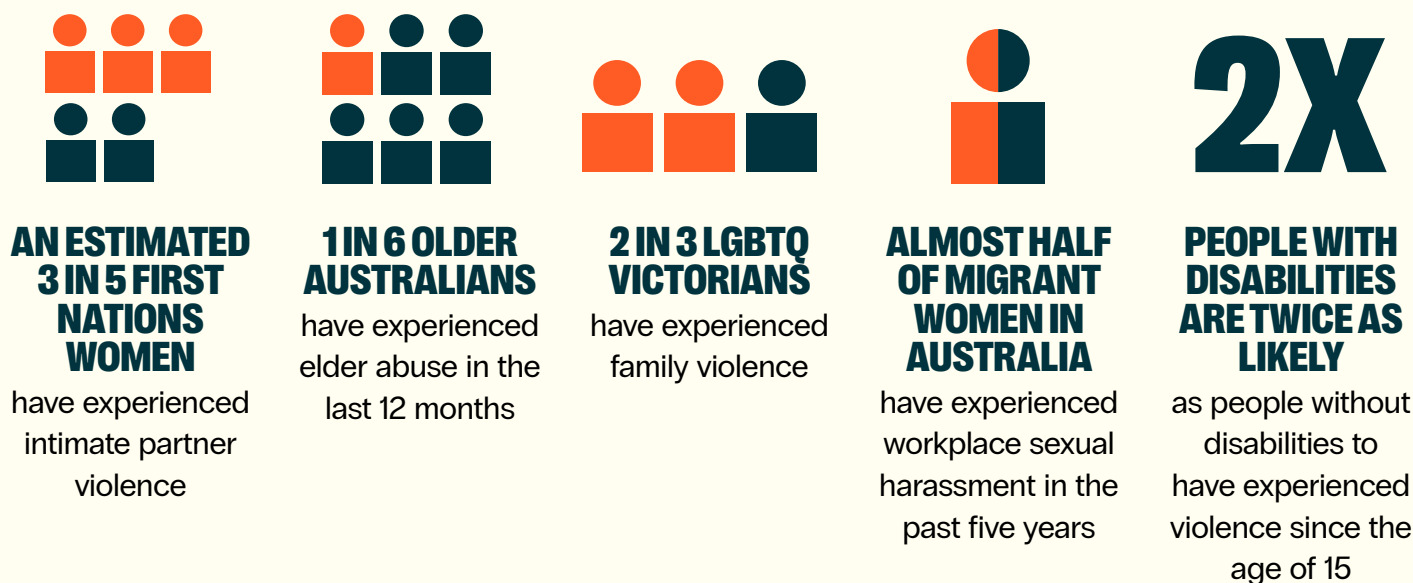 AN ESTIMATED
3 IN 5 FIRST
NATIONS
WOMEN
have experienced
intimate partner
violence
1 IN 6 OLDER
AUSTRALIANS
have experienced
elder abuse in the
last 12 months
2 IN 3 LGBTQ
VICTORIANS
have experienced
family violence
ALMOST HALF
OF MIGRANT
WOMEN IN
AUSTRALIA
have experienced
workplace sexual
harassment in the
past five years
2X
PEOPLE WITH
DISABILITIES
ARE TWICE AS
LIKELY
as people without
disabilities to
have experienced
violence since the
age of 15